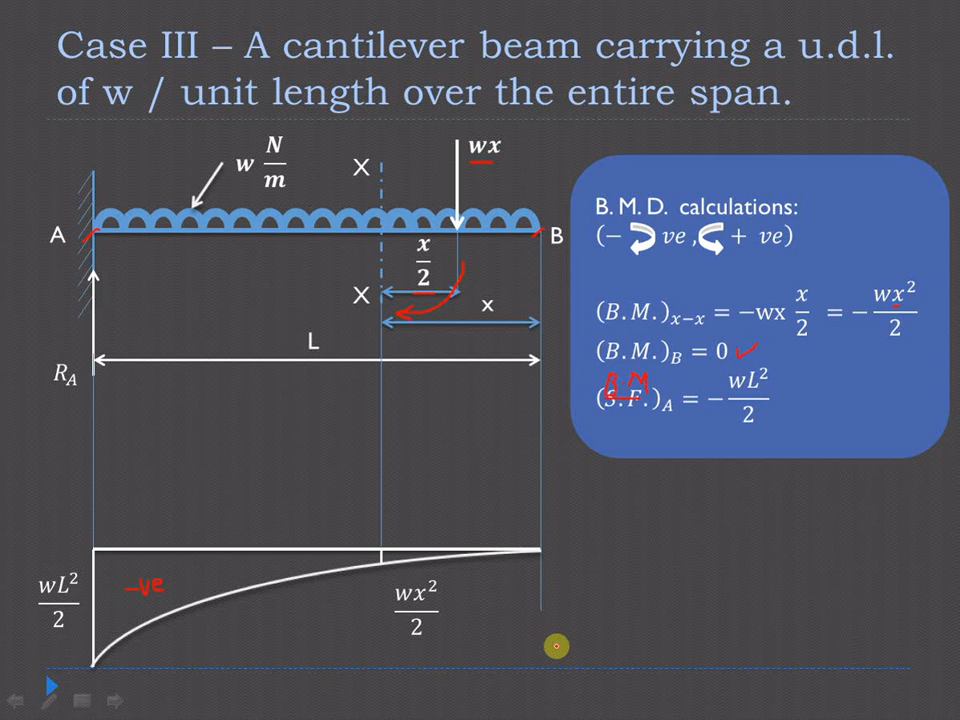 Case III – A cantilever beam carrying a u.d.l.
of w / unit length over the entire span.
w N/m
X
wx
A
B
x/2
X
x
L
R_A
B. M. D. calculations:
(− ve , + ve)
(B.M.)_{x−x} = −wx x/2 = − wx²/2
(B.M.)_B = 0 ✓
B.M
(S.F.)_A = − wL²/2
wL²/2
−ve
wx²/2